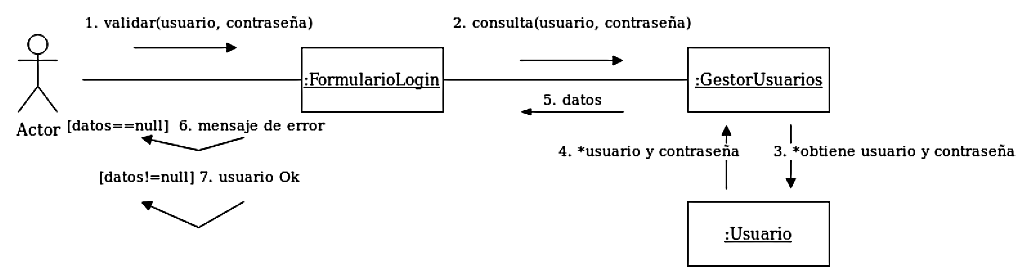 1. validar(usuario, contraseña)
2. consulta(usuario, contraseña)
:FormularioLogin
:GestorUsuarios
5. datos
Actor
[datos==null] 6. mensaje de error
4. *usuario y contraseña
3. *obtiene usuario y contraseña
[datos!=null] 7. usuario Ok
:Usuario